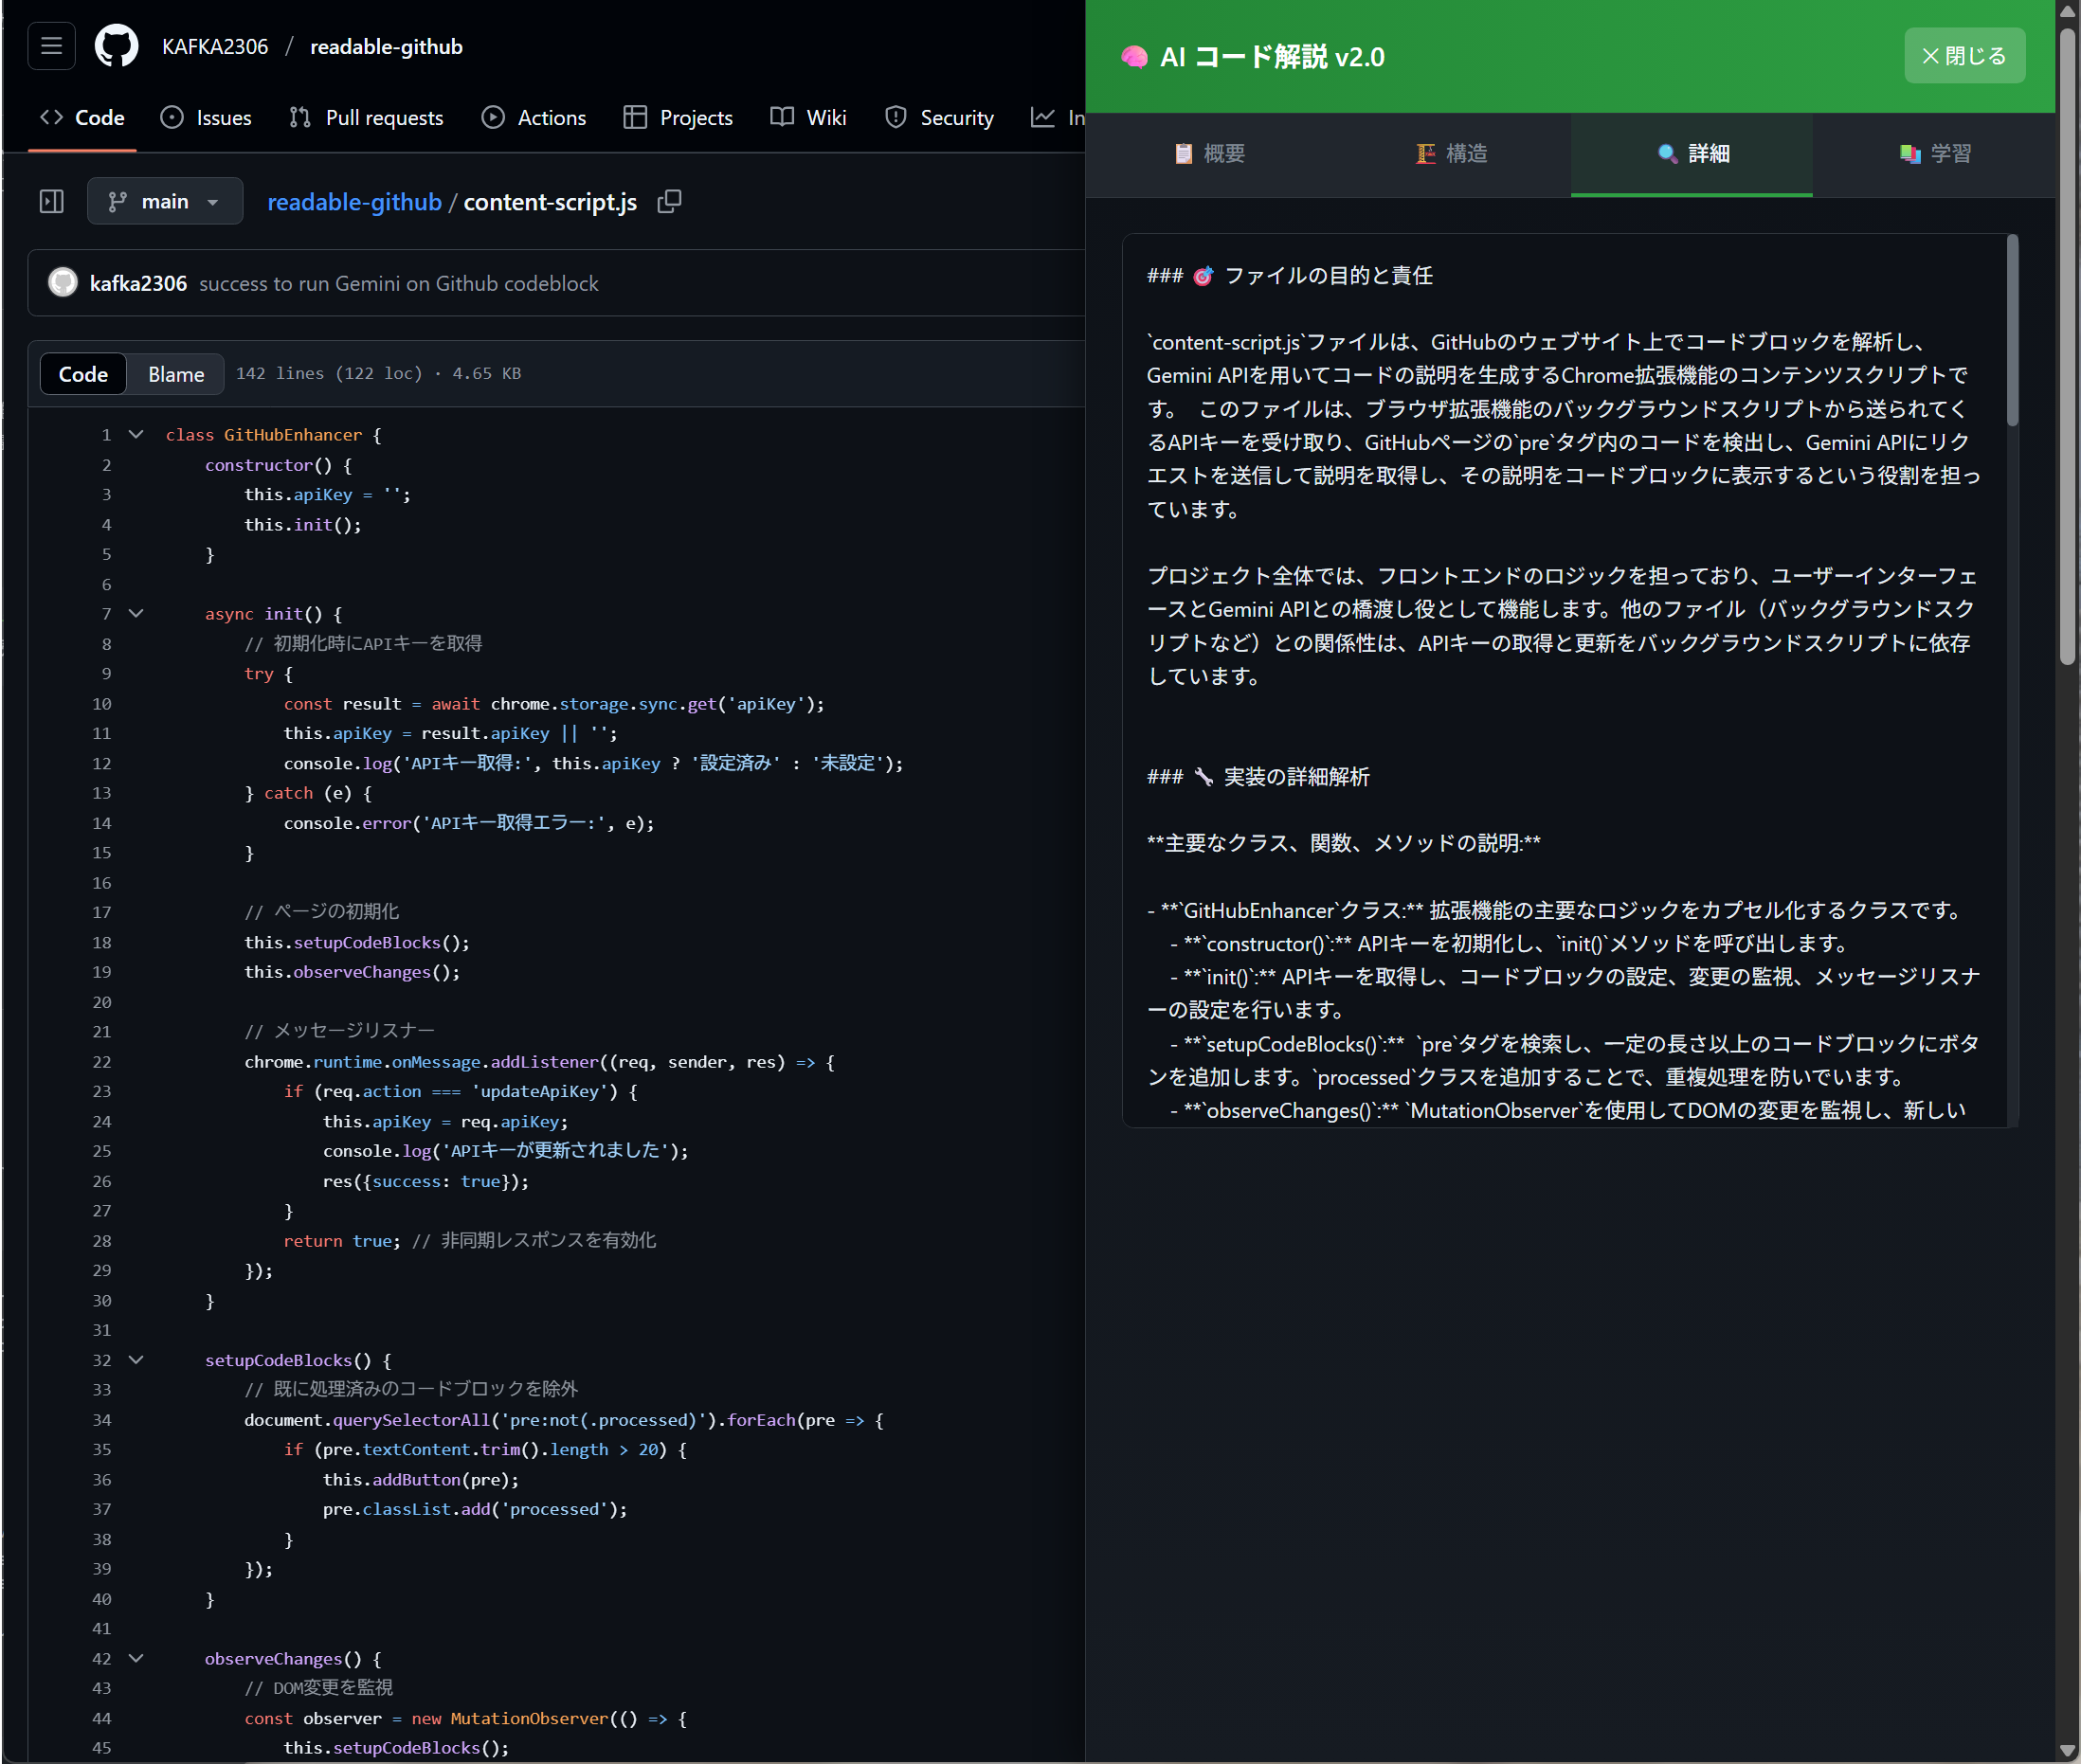 KAFKA2306 / readable-github
Code Issues Pull requests Actions Projects Wiki Security In
main readable-github / content-script.js
kafka2306 success to run Gemini on Github codeblock
Code Blame 142 lines (122 loc) · 4.65 KB
1 class GitHubEnhancer {
2 constructor() {
3 this.apiKey = '';
4 this.init();
5 }
6
7 async init() {
8 // 初期化時にAPIキーを取得
9 try {
10 const result = await chrome.storage.sync.get('apiKey');
11 this.apiKey = result.apiKey || '';
12 console.log('APIキー取得:', this.apiKey ? '設定済み' : '未設定');
13 } catch (e) {
14 console.error('APIキー取得エラー:', e);
15 }
16
17 // ページの初期化
18 this.setupCodeBlocks();
19 this.observeChanges();
20
21 // メッセージリスナー
22 chrome.runtime.onMessage.addListener((req, sender, res) => {
23 if (req.action === 'updateApiKey') {
24 this.apiKey = req.apiKey;
25 console.log('APIキーが更新されました');
26 res({success: true});
27 }
28 return true; // 非同期レスポンスを有効化
29 });
30 }
31
32 setupCodeBlocks() {
33 // 既に処理済みのコードブロックを除外
34 document.querySelectorAll('pre:not(.processed)').forEach(pre => {
35 if (pre.textContent.trim().length > 20) {
36 this.addButton(pre);
37 pre.classList.add('processed');
38 }
39 });
40 }
41
42 observeChanges() {
43 // DOM変更を監視
44 const observer = new MutationObserver(() => {
45 this.setupCodeBlocks();
🧠 AI コード解説 v2.0
×閉じる
📋 概要 🏗️ 構造 🔍 詳細 📚 学習
### 🎯 ファイルの目的と責任
`content-script.js`ファイルは、GitHubのウェブサイト上でコードブロックを解析し、
Gemini APIを用いてコードの説明を生成するChrome拡張機能のコンテンツスクリプトで
す。 このファイルは、ブラウザ拡張機能のバックグラウンドスクリプトから送られてく
るAPIキーを受け取り、GitHubページの`pre`タグ内のコードを検出し、Gemini APIにリク
エストを送信して説明を取得し、その説明をコードブロックに表示するという役割を担っ
ています。
プロジェクト全体では、フロントエンドのロジックを担っており、ユーザーインターフェ
ースとGemini APIとの橋渡し役として機能します。他のファイル（バックグラウンドスク
リプトなど）との関係性は、APIキーの取得と更新をバックグラウンドスクリプトに依存
しています。
### 🔧 実装の詳細解析
**主要なクラス、関数、メソッドの説明:**
- **`GitHubEnhancer`クラス:** 拡張機能の主要なロジックをカプセル化するクラスです。
- **`constructor()`:** APIキーを初期化し、`init()`メソッドを呼び出します。
- **`init()`:** APIキーを取得し、コードブロックの設定、変更の監視、メッセージリスナ
ーの設定を行います。
- **`setupCodeBlocks()`:** `pre`タグを検索し、一定の長さ以上のコードブロックにボタ
ンを追加します。`processed`クラスを追加することで、重複処理を防いでいます。
- **`observeChanges()`:** `MutationObserver`を使用してDOMの変更を監視し、新しい